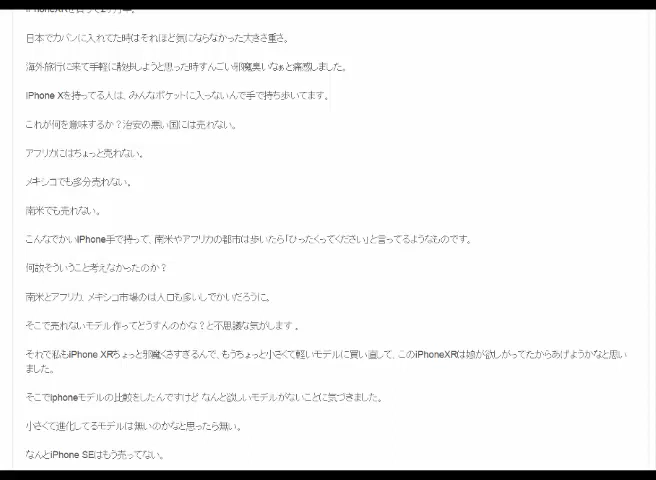 iPhoneXRを買って2ヶ月半。
日本でカバンに入れてた時はそれほど気にならなかった大きさ重さ。
海外旅行に来て手軽に散歩しようと思った時すんごい邪魔臭いなぁと痛感しました。
iPhone Xを持ってる人は、みんなポケットに入っないんで手で持ち歩いてます。
これが何を意味するか？治安の悪い国には売れない。
アフリカにはちょっと売れない。
メキシコでも多分売れない。
南米でも売れない。
こんなでかいiPhone手で持って、南米やアフリカの都市は歩いたら「ひったくってください」と言ってるようなものです。
何故そういうこと考えなかったのか？
南米とアフリカ、メキシコ市場のは人口も多いしでかいだろうに。
そこで売れないモデル作ってどうすんのかな？と不思議な気がします 。
それで私もiPhone XRちょっと邪魔くさすぎるんで、もうちょっと小さくて軽いモデルに買い直して、このiPhoneXRは娘が欲しがってたからあげようかなと思い
ました。
そこでiphoneモデルの比較をしたんですけど なんと欲しいモデルがないことに気づきました。
小さくて進化してるモデルは無いのかなと思ったら無い。
なんとiPhone SEはもう売ってない。